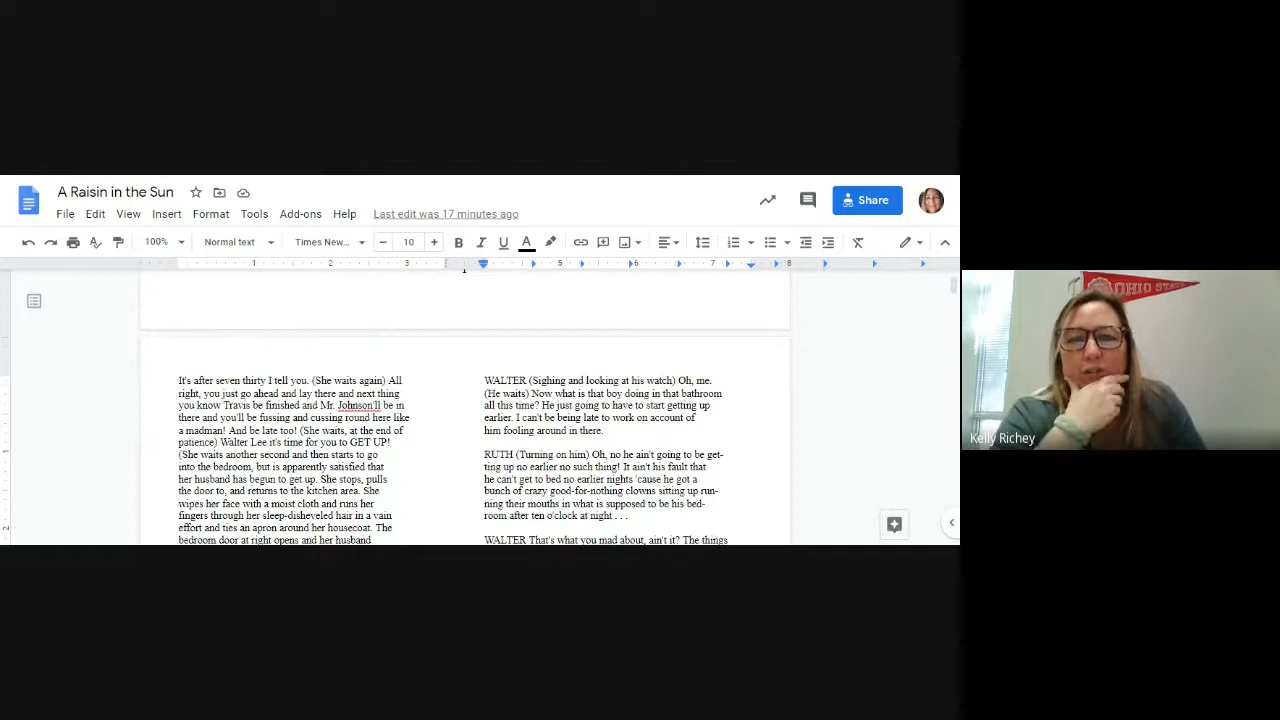 A Raisin in the Sun
File Edit View Insert Format Tools Add-ons Help Last edit was 17 minutes ago
Share
100% Normal text Times New... 10 B I U A
1 2 3 5 6 7 8
It's after seven thirty I tell you. (She waits again) All
right, you just go ahead and lay there and next thing
you know Travis be finished and Mr. Johnson'll be in
there and you'll be fussing and cussing round here like
a madman! And be late too! (She waits, at the end of
patience) Walter Lee it's time for you to GET UP!
(She waits another second and then starts to go
into the bedroom, but is apparently satisfied that
her husband has begun to get up. She stops, pulls
the door to, and returns to the kitchen area. She
wipes her face with a moist cloth and runs her
fingers through her sleep-disheveled hair in a vain
effort and ties an apron around her housecoat. The
bedroom door at right opens and her husband
WALTER (Sighing and looking at his watch) Oh, me.
(He waits) Now what is that boy doing in that bathroom
all this time? He just going to have to start getting up
earlier. I can't be being late to work on account of
him fooling around in there.
RUTH (Turning on him) Oh, no he ain't going to be get-
ting up no earlier no such thing! It ain't his fault that
he can't get to bed no earlier nights 'cause he got a
bunch of crazy good-for-nothing clowns sitting up run-
ning their mouths in what is supposed to be his bed-
room after ten o'clock at night . . .
WALTER That's what you mad about, ain't it? The things
1
2
OHIO STATE
Kelly Richey